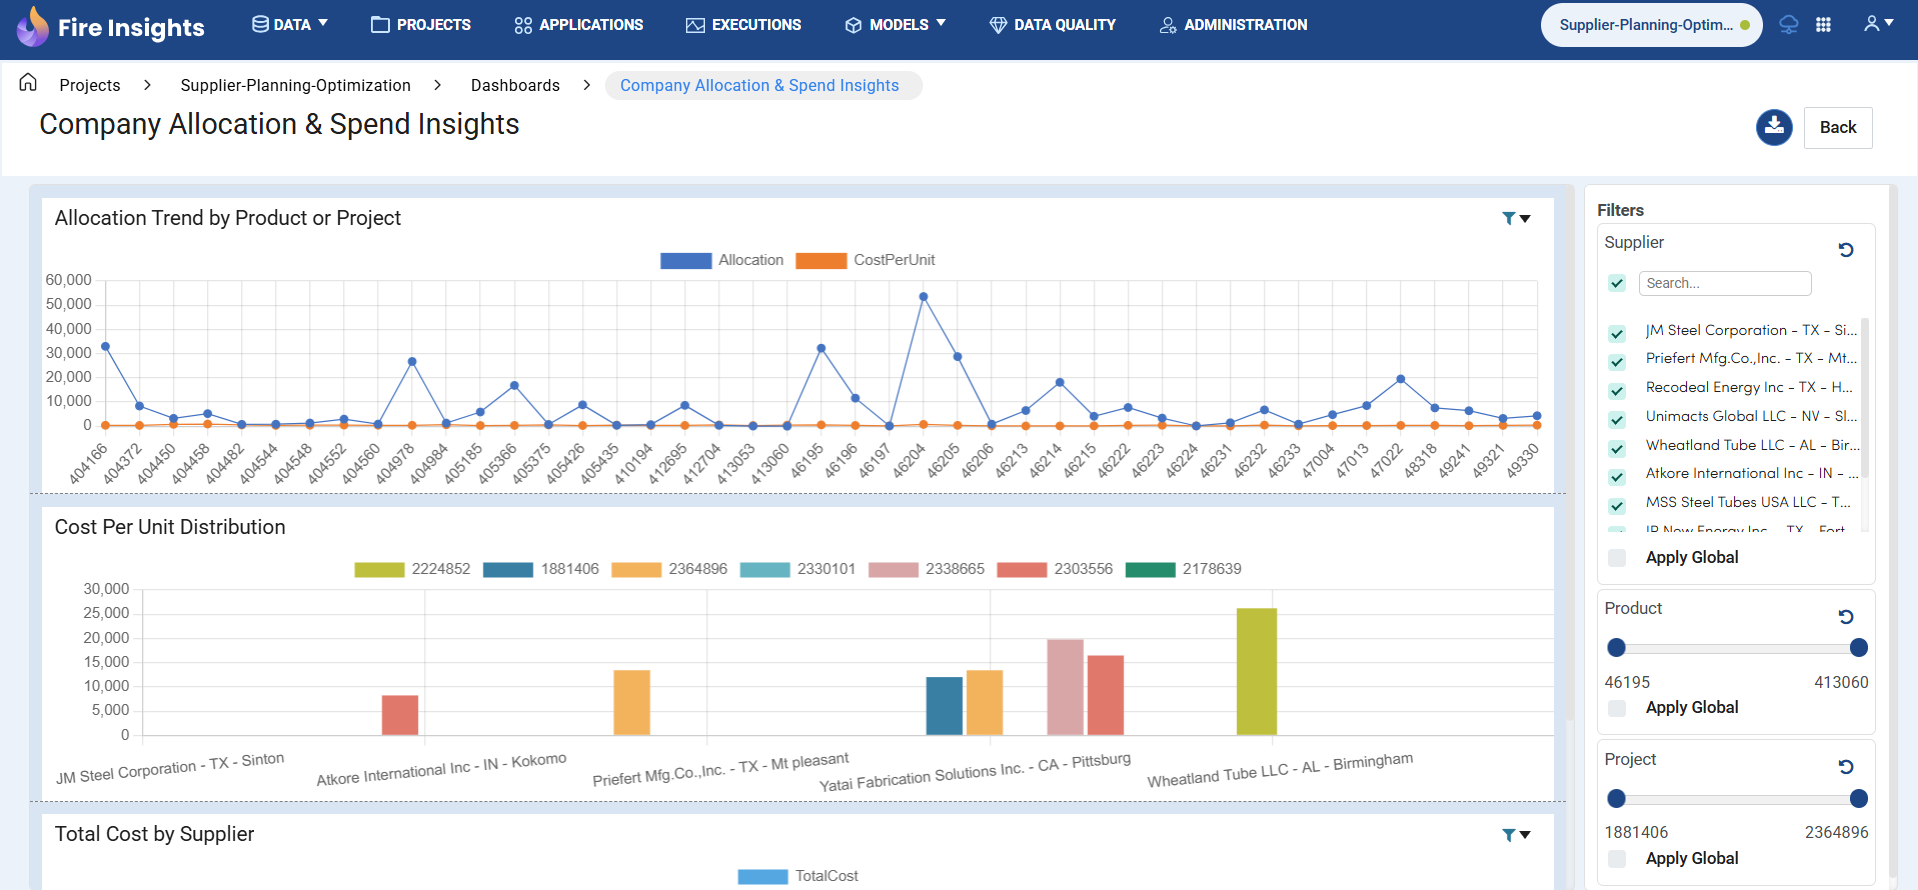 Fire Insights
DATA
PROJECTS
APPLICATIONS
EXECUTIONS
MODELS
DATA QUALITY
ADMINISTRATION
Supplier-Planning-Optim...
Projects > Supplier-Planning-Optimization > Dashboards > Company Allocation & Spend Insights
Company Allocation & Spend Insights
Back
Allocation Trend by Product or Project
Allocation CostPerUnit
60,000
50,000
40,000
30,000
20,000
10,000
0
404166 404372 404450 404458 404482 404544 404548 404552 404560 404978 404984 405185 405366 405375 405426 405435 410194 412695 412704 413053 413060 46195 46196 46197 46204 46205 46206 46213 46214 46215 46222 46223 46224 46231 46232 46233 47004 47013 47022 48318 49241 49321 49330
Cost Per Unit Distribution
2224852 1881406 2364896 2330101 2338665 2303556 2178639
30,000
25,000
20,000
15,000
10,000
5,000
0
JM Steel Corporation - TX - Sinton
Atkore International Inc - IN - Kokomo
Priefert Mfg.Co.,Inc. - TX - Mt pleasant
Yatai Fabrication Solutions Inc. - CA - Pittsburg
Wheatland Tube LLC - AL - Birmingham
Total Cost by Supplier
TotalCost
Filters
Supplier
Search...
JM Steel Corporation - TX - Si...
Priefert Mfg.Co.,Inc. - TX - Mt...
Recodeal Energy Inc - TX - H...
Unimacts Global LLC - NV - Sl...
Wheatland Tube LLC - AL - Bir...
Atkore International Inc - IN - ...
MSS Steel Tubes USA LLC - T...
Apply Global
Product
46195 413060
Apply Global
Project
1881406 2364896
Apply Global